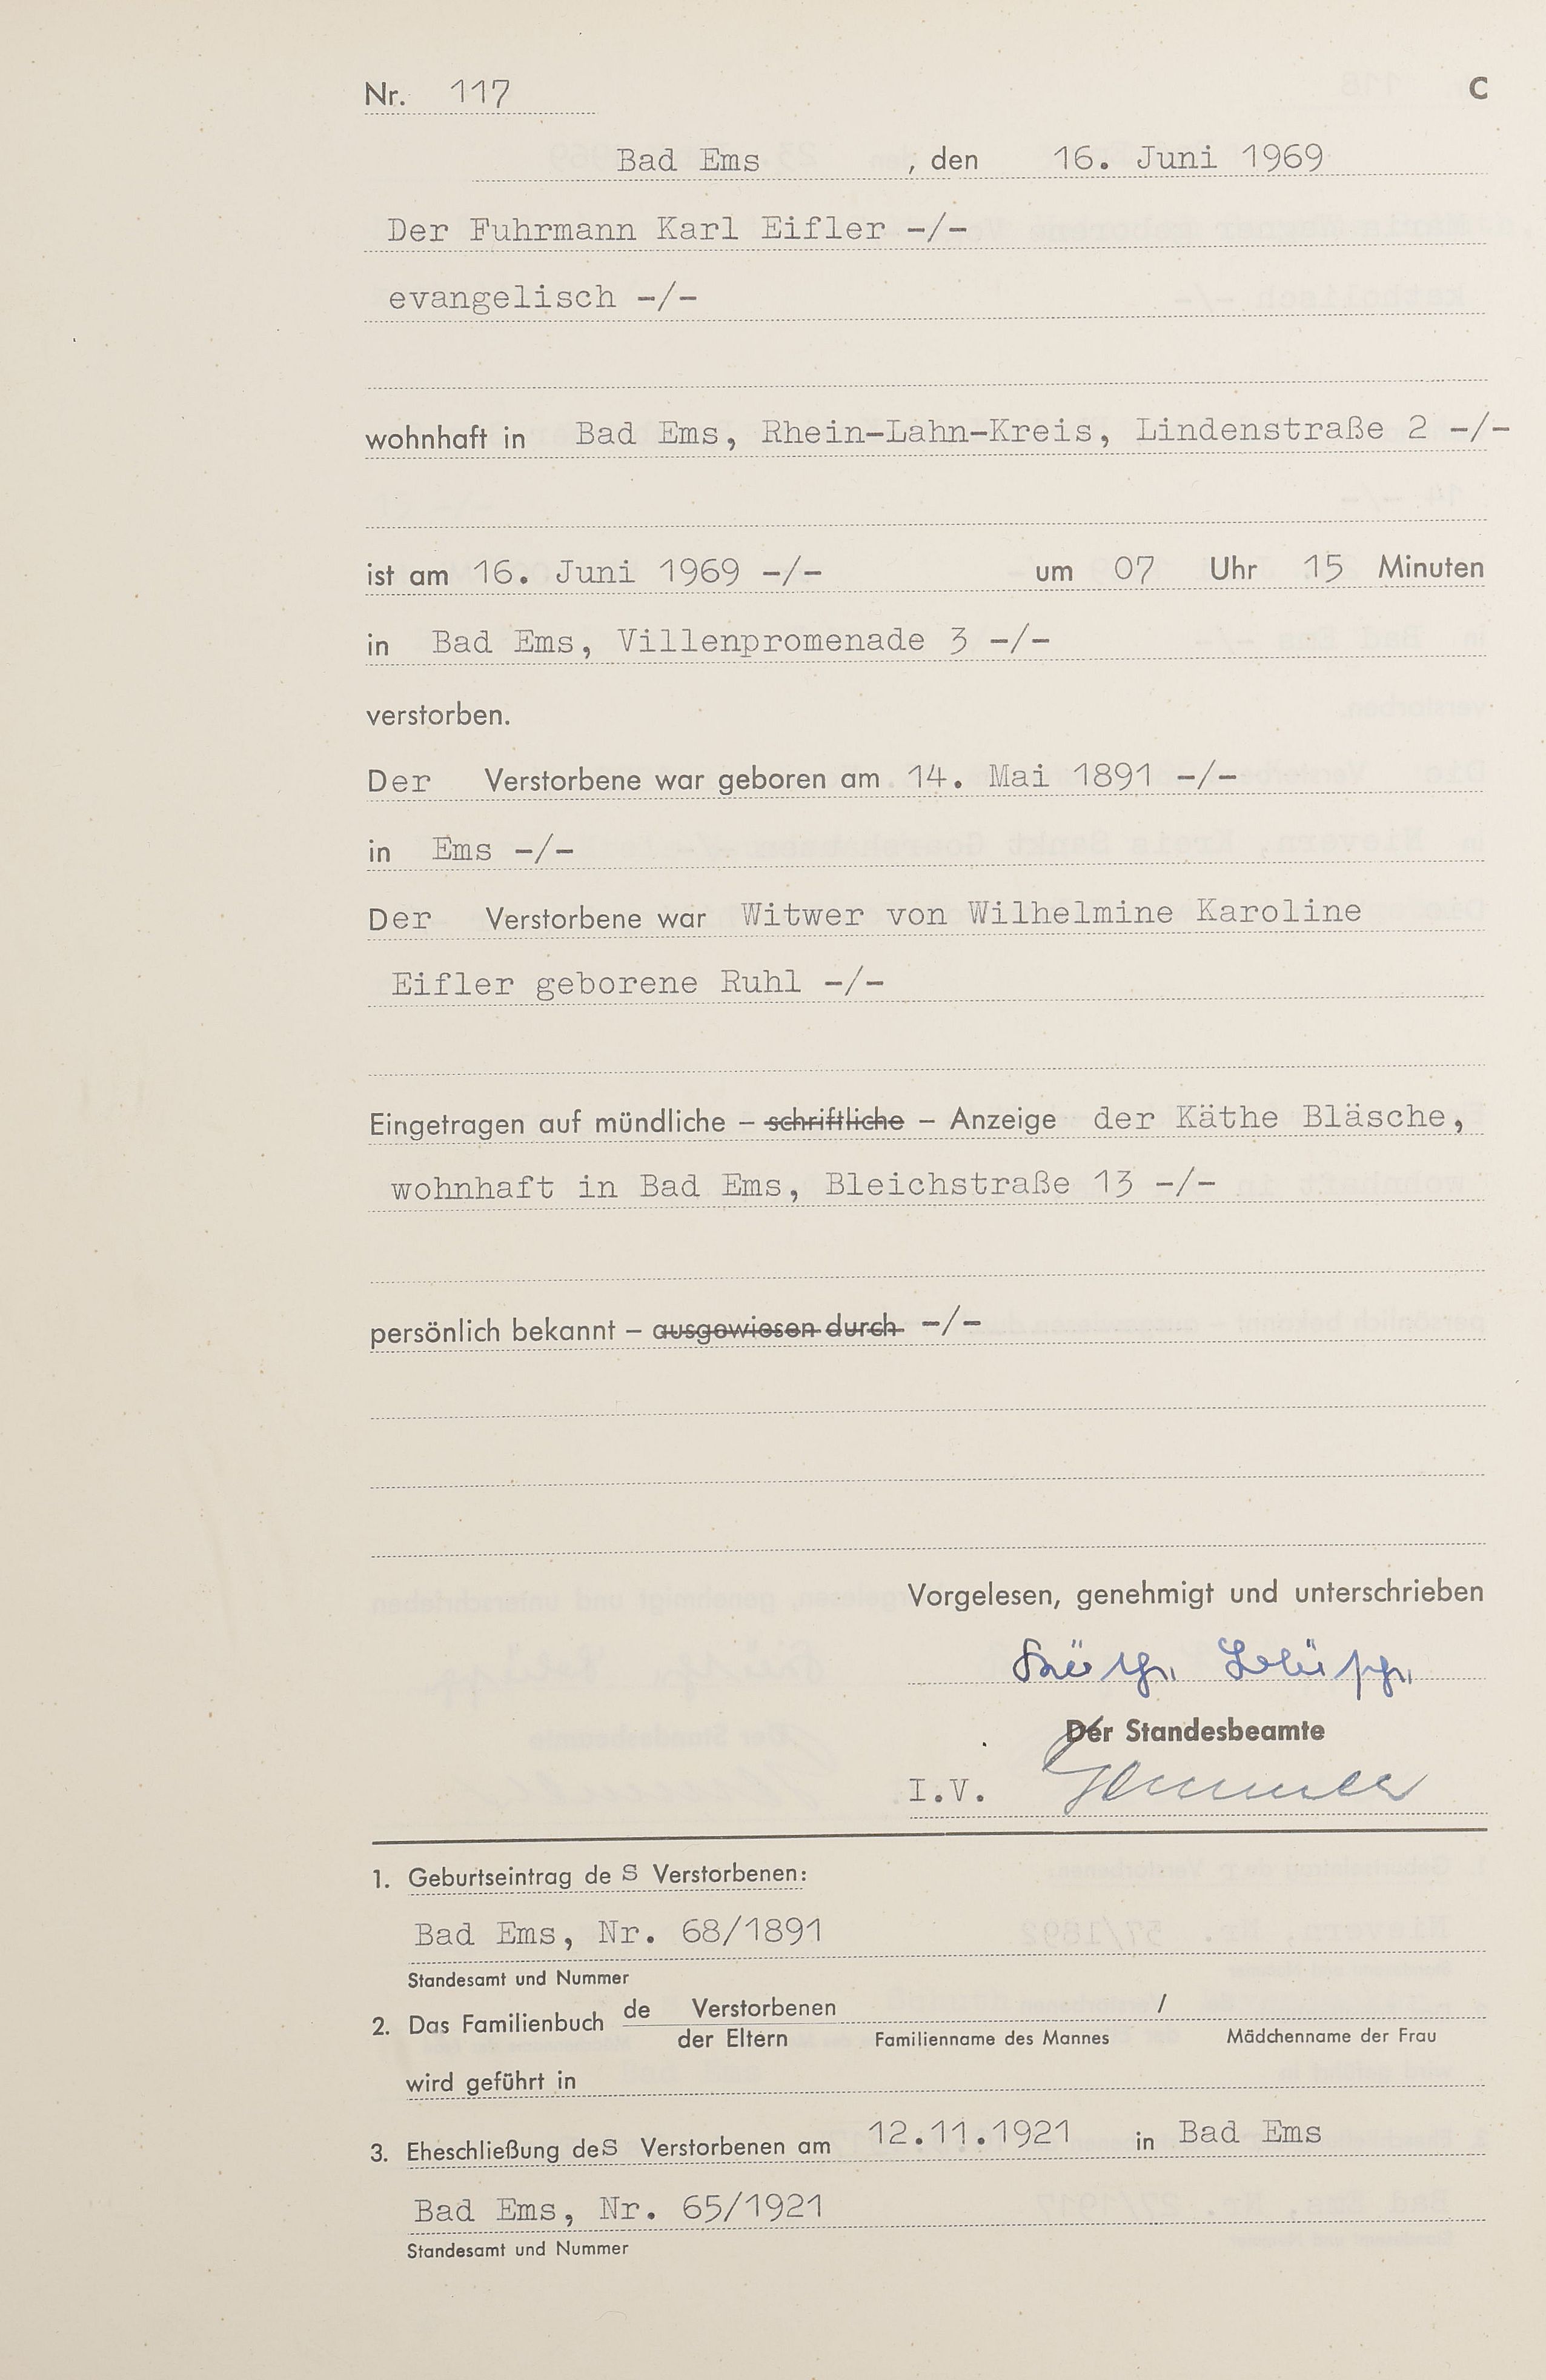 Nr. 117 C
Bad Ems , den 16. Juni 1969
Der Fuhrmann Karl Eifler -/-
evangelisch -/-
wohnhaft in Bad Ems, Rhein-Lahn-Kreis, Lindenstraße 2 -/-
ist am 16. Juni 1969 -/- um 07 Uhr 15 Minuten
in Bad Ems, Villenpromenade 3 -/-
verstorben.
Der Verstorbene war geboren am 14. Mai 1891 -/-
in Ems -/-
Der Verstorbene war Witwer von Wilhelmine Karoline
Eifler geborene Ruhl -/-
Eingetragen auf mündliche – schriftliche – Anzeige der Käthe Bläsche,
wohnhaft in Bad Ems, Bleichstraße 13 -/-
persönlich bekannt – ausgewiesen durch -/-
Vorgelesen, genehmigt und unterschrieben
Käthe Bläsche
Der Standesbeamte
I.V.
1. Geburtseintrag des Verstorbenen:
Bad Ems, Nr. 68/1891
Standesamt und Nummer
2. Das Familienbuch de Verstorbenen /
der Eltern Familienname des Mannes Mädchenname der Frau
wird geführt in
3. Eheschließung des Verstorbenen am 12.11.1921 in Bad Ems
Bad Ems, Nr. 65/1921
Standesamt und Nummer